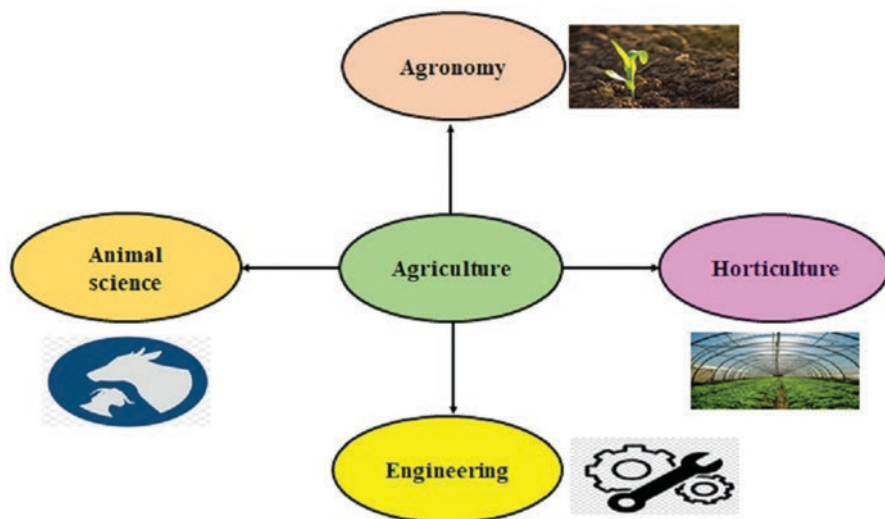 Agronomy
Animal
science
Agriculture
Horticulture
Engineering